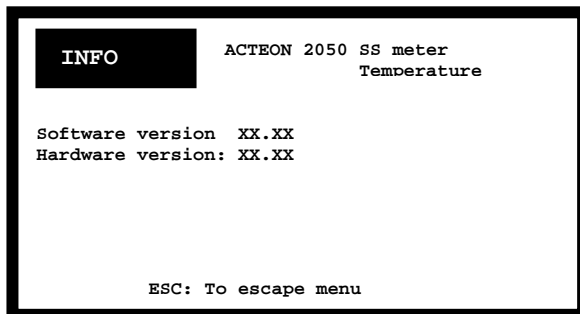 INFO
ACTEON 2050 SS meter
Temperature
Software version XX.XX
Hardware version: XX.XX
ESC: To escape menu